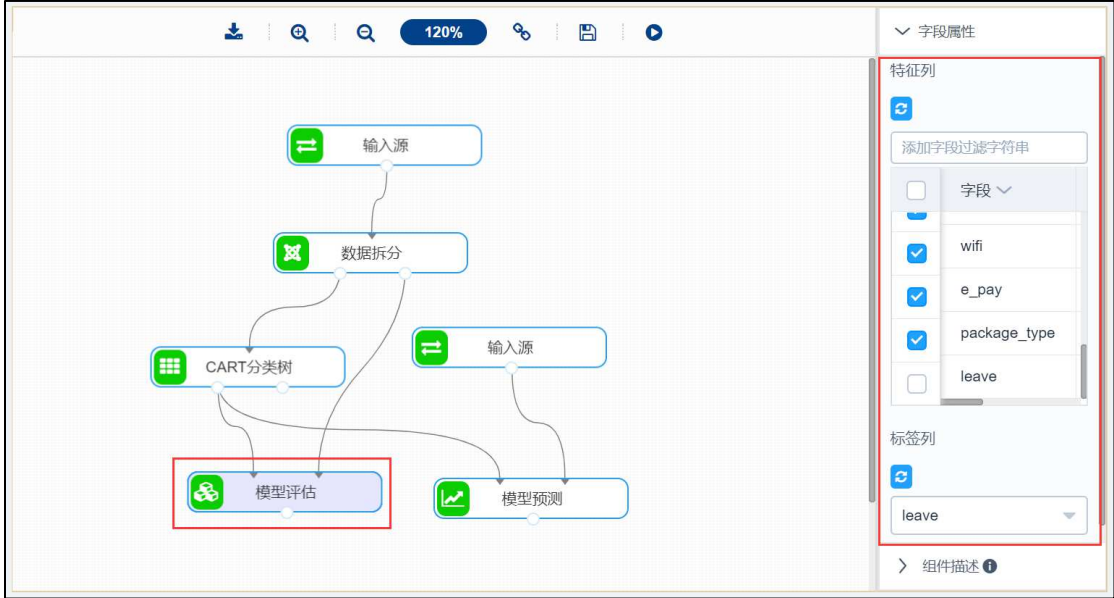 120%
输入源
数据拆分
CART分类树
输入源
模型评估
模型预测
字段属性
特征列
添加字段过滤字符串
字段
wifi
e_pay
package_type
leave
标签列
leave
组件描述